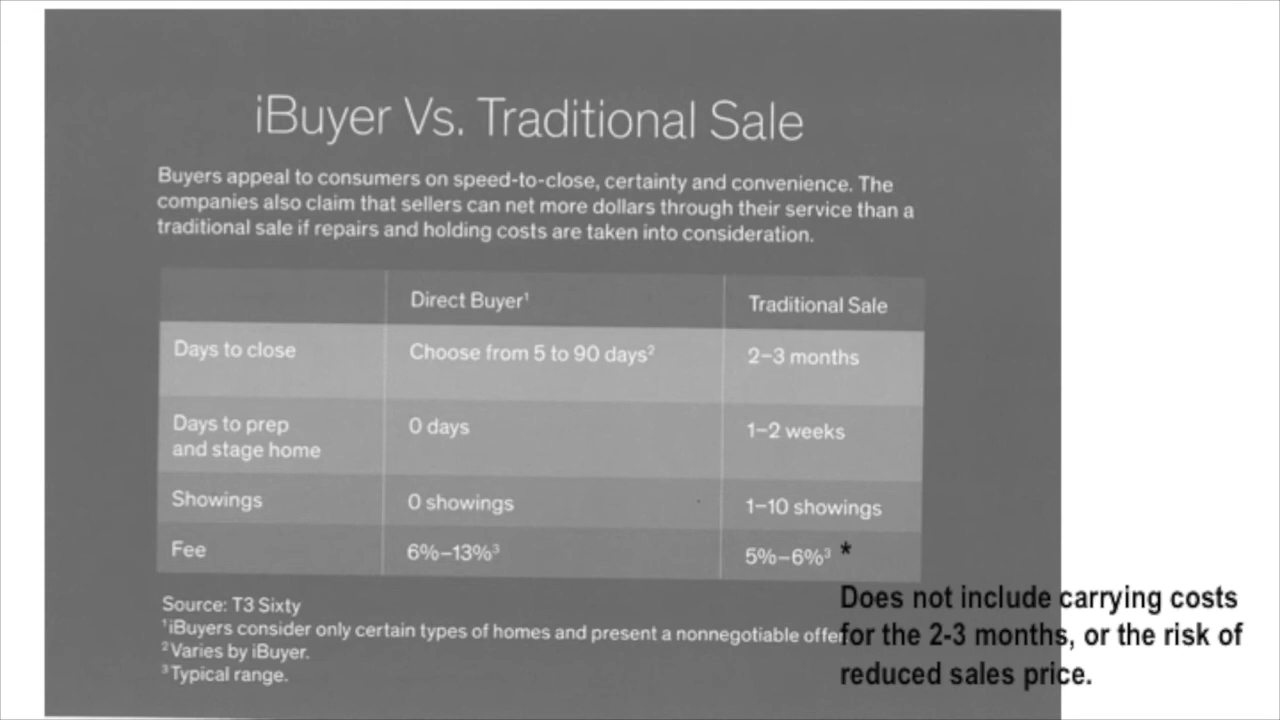 iBuyer Vs. Traditional Sale
Buyers appeal to consumers on speed-to-close, certainty and convenience. The
companies also claim that sellers can net more dollars through their service than a
traditional sale if repairs and holding costs are taken into consideration.
Direct Buyer¹ Traditional Sale
Days to close Choose from 5 to 90 days² 2–3 months
Days to prep
and stage home 0 days 1–2 weeks
Showings 0 showings 1–10 showings
Fee 6%–13%³ 5%–6%³ *
Source: T3 Sixty
¹iBuyers consider only certain types of homes and present a nonnegotiable offer
²Varies by iBuyer.
³Typical range.
Does not include carrying costs
for the 2-3 months, or the risk of
reduced sales price.